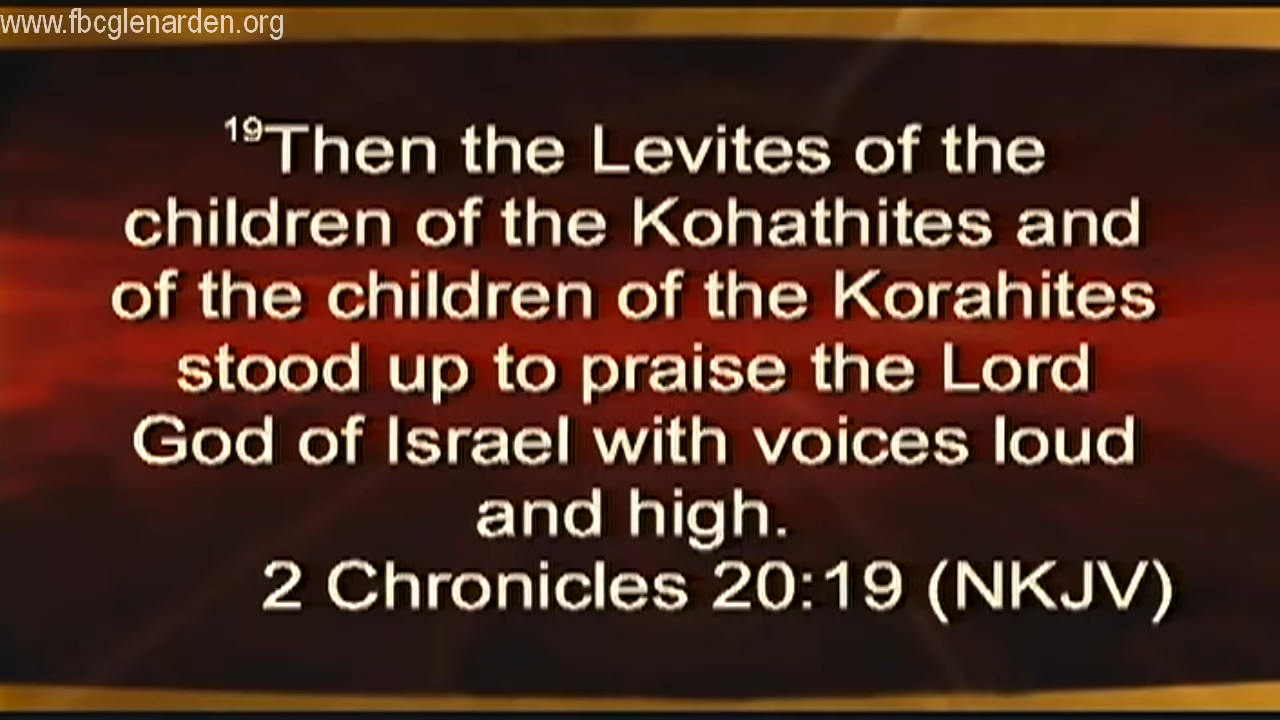 www.fbcglenarden.org
19Then the Levites of the
children of the Kohathites and
of the children of the Korahites
stood up to praise the Lord
God of Israel with voices loud
and high.
2 Chronicles 20:19 (NKJV)